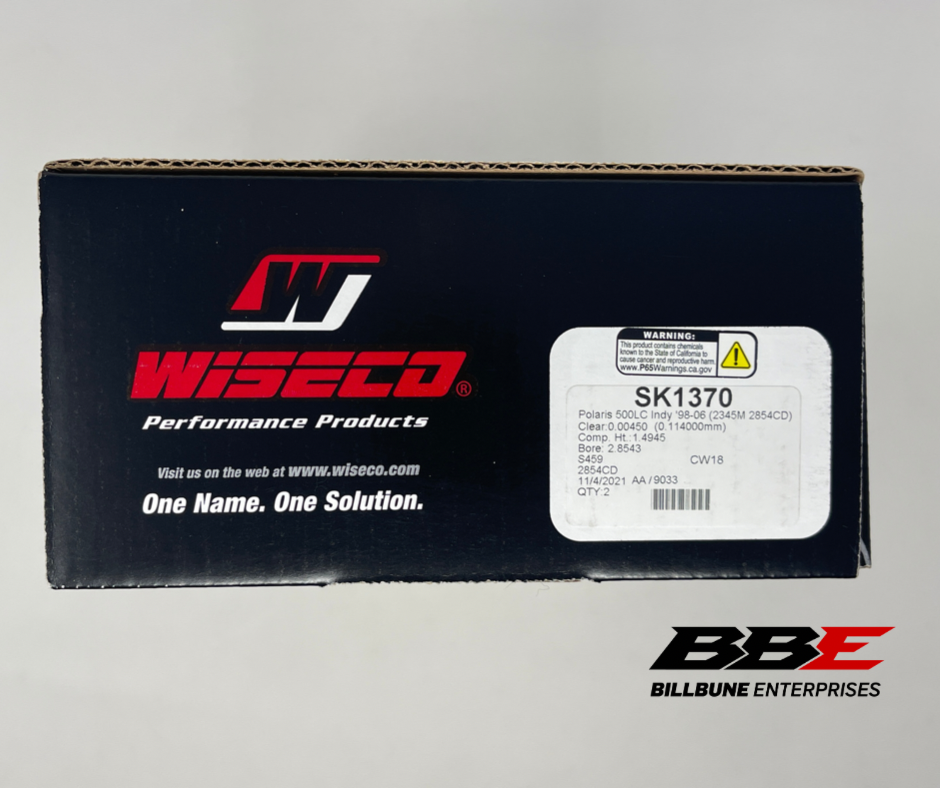 W
WISECO®
Performance Products
Visit us on the web at www.wiseco.com
One Name. One Solution.
WARNING:
This product contains chemicals
known to the State of California to
cause cancer and reproductive harm.
www.P65Warnings.ca.gov
SK1370
Polaris 500LC Indy '98-06 (2345M 2854CD)
Clear:0.00450 (0.114000mm)
Comp. Ht.:1.4945
Bore: 2.8543
S459 CW18
2854CD
11/4/2021 AA / 9033
QTY:2
BBE
BILLBUNE ENTERPRISES